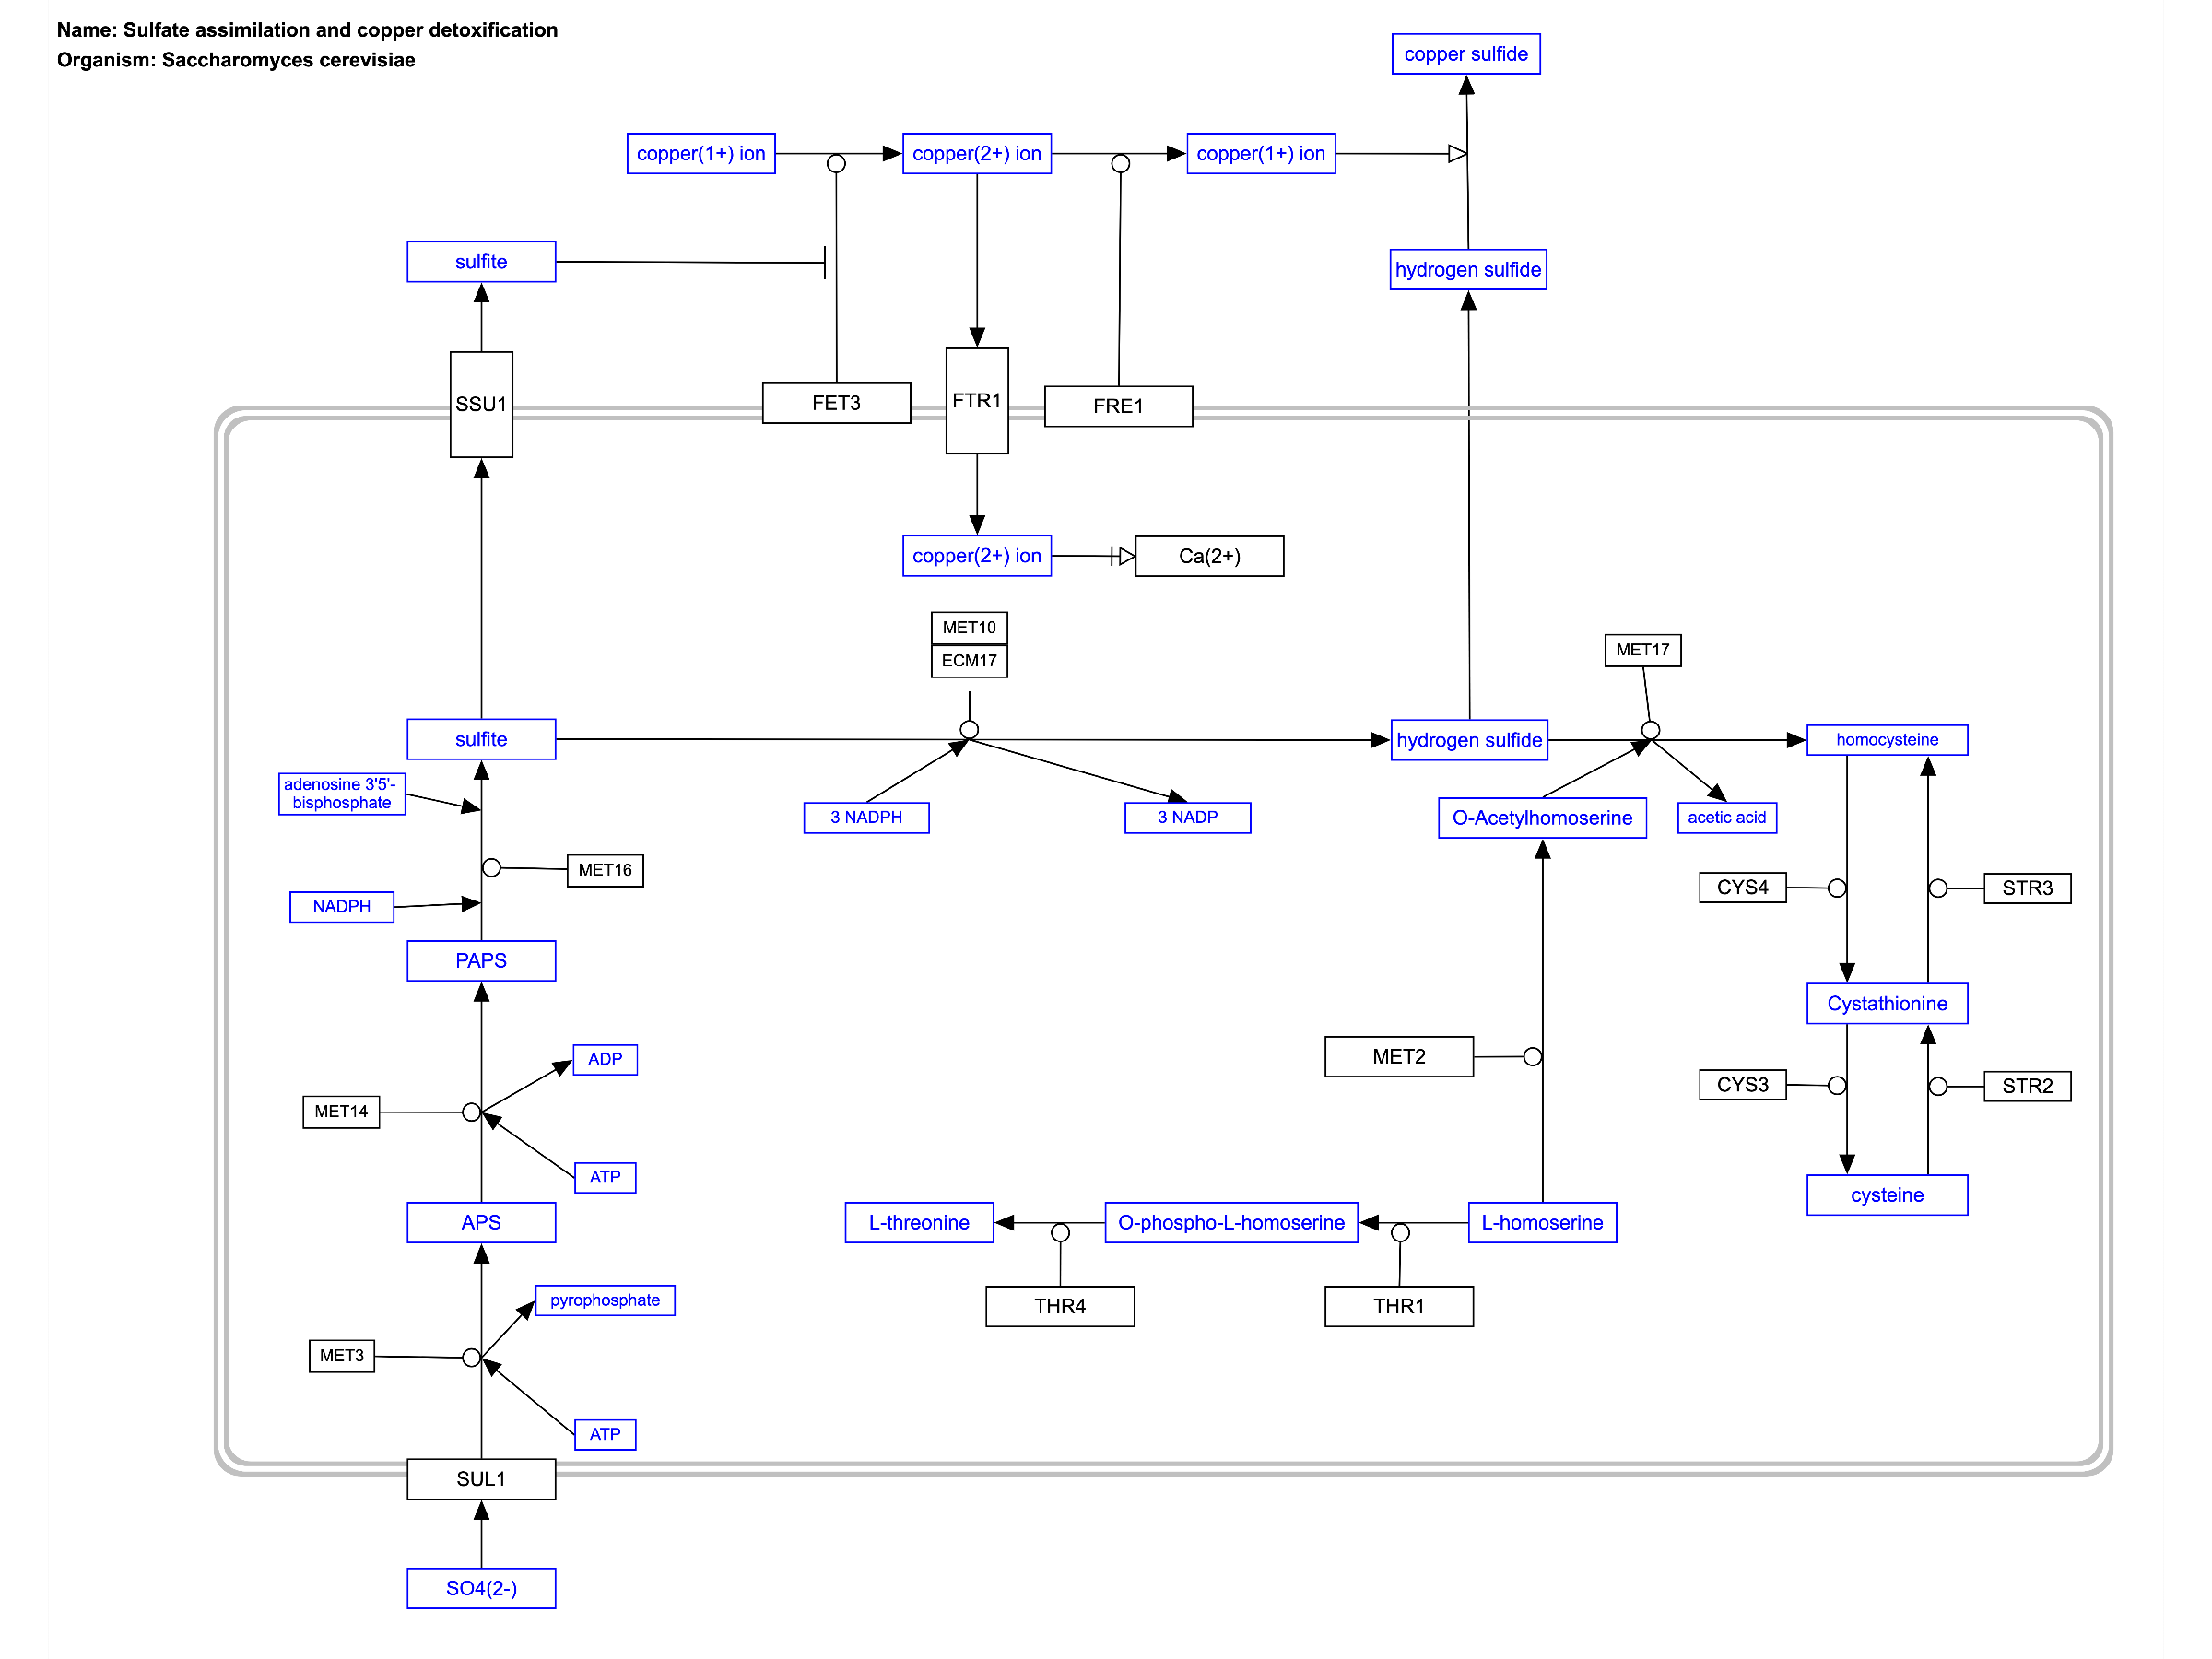 Name: Sulfate assimilation and copper detoxification
Organism: Saccharomyces cerevisiae
copper sulfide
copper(1+) ion
copper(2+) ion
copper(1+) ion
sulfite
hydrogen sulfide
SSU1
FET3
FTR1
FRE1
copper(2+) ion
Ca(2+)
MET10
ECM17
MET17
sulfite
hydrogen sulfide
homocysteine
adenosine 3'5'-
bisphosphate
3 NADPH
3 NADP
O-Acetylhomoserine
acetic acid
MET16
NADPH
CYS4
STR3
PAPS
Cystathionine
ADP
MET2
CYS3
STR2
MET14
ATP
cysteine
APS
L-threonine
O-phospho-L-homoserine
L-homoserine
pyrophosphate
THR4
THR1
MET3
ATP
SUL1
SO4(2-)